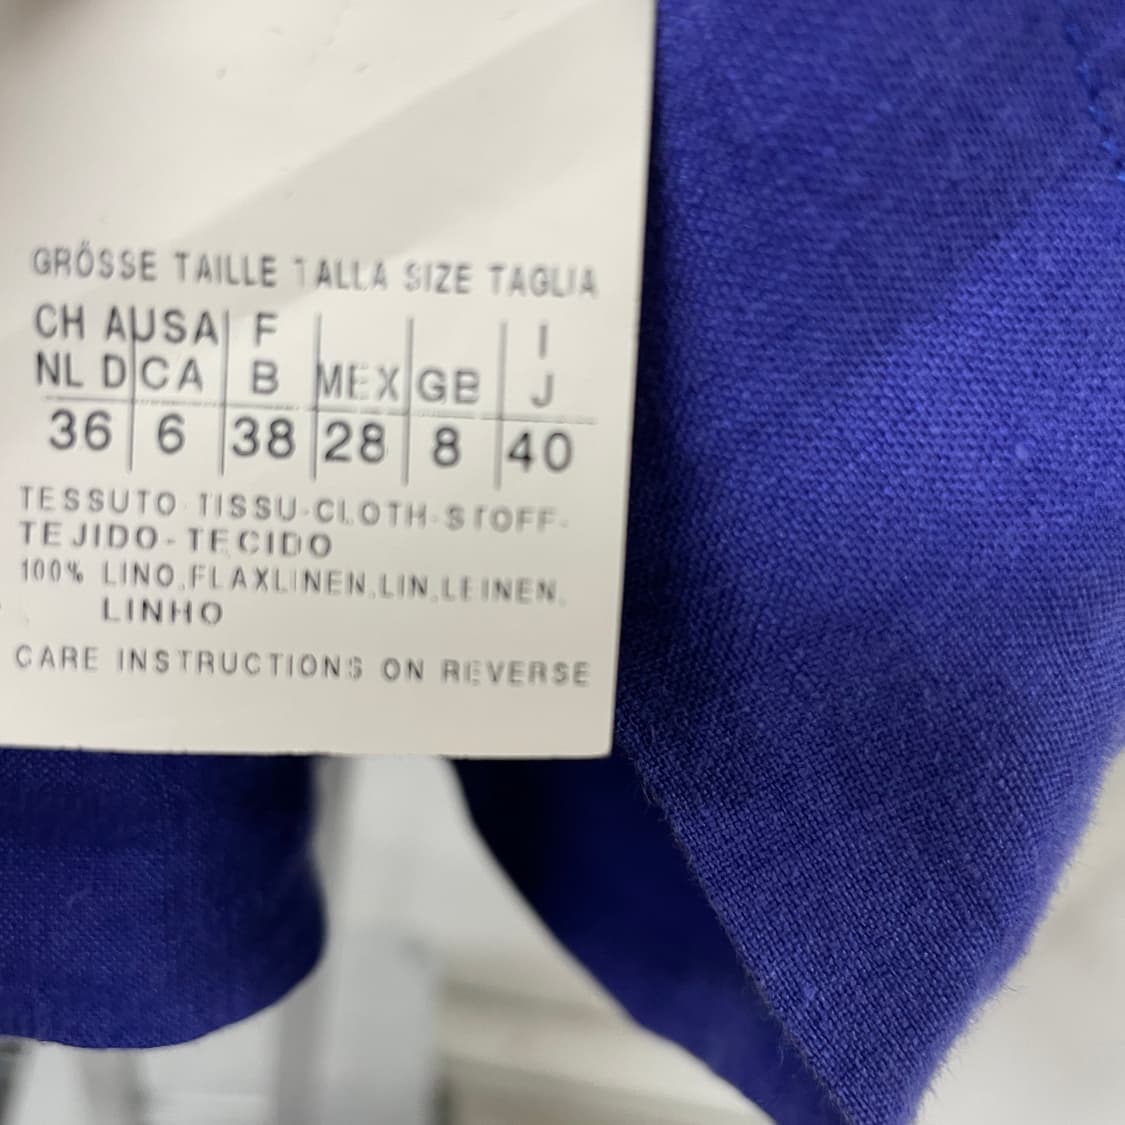 GRÖSSE TAILLE TALLA SIZE TAGLIA
CH A USA F I
NL D CA B MEX GB J
36 6 38 28 8 40
TESSUTO-TISSU-CLOTH-STOFF-
TEJIDO-TECIDO
100% LINO,FLAXLINEN,LIN,LEINEN,
LINHO
CARE INSTRUCTIONS ON REVERSE